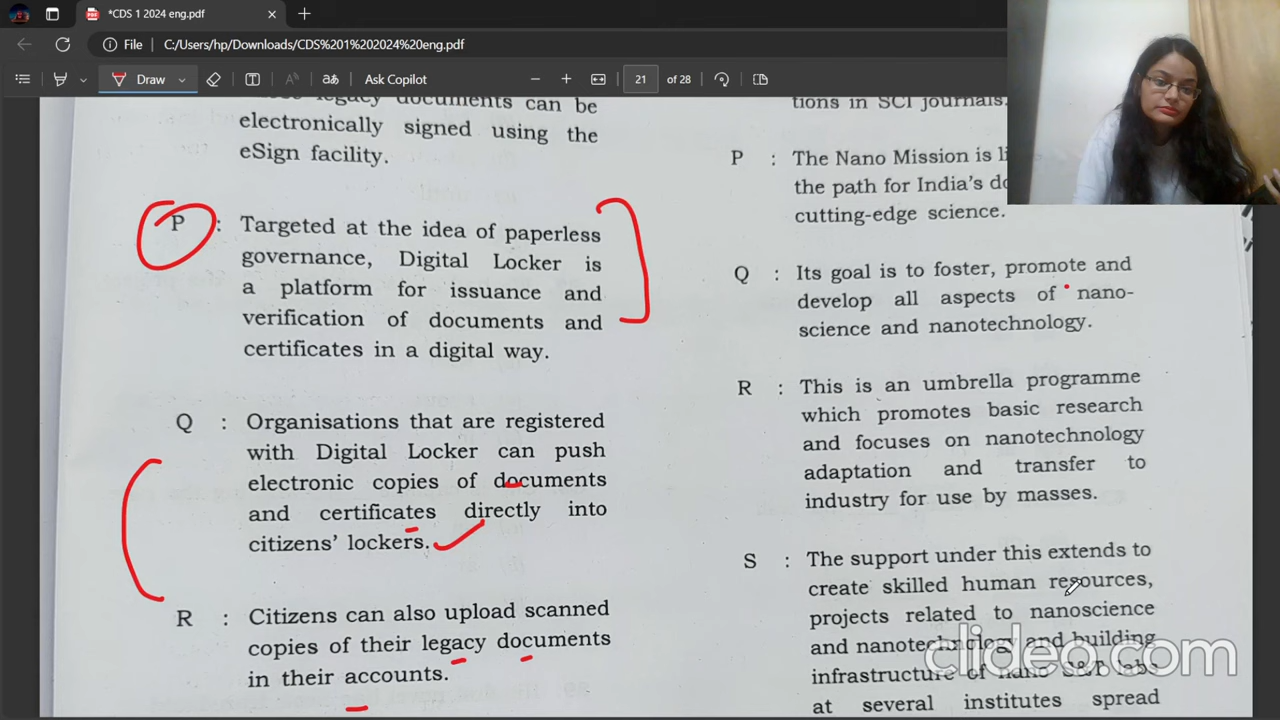 *CDS 1 2024 eng.pdf
File
C:/Users/hp/Downloads/CDS%201%202024%20eng.pdf
Draw
aあ
Ask Copilot
21
of 28
legacy documents can be
electronically signed using the
eSign facility.
P : Targeted at the idea of paperless
governance, Digital Locker is
a platform for issuance and
verification of documents and
certificates in a digital way.
Q : Organisations that are registered
with Digital Locker can push
electronic copies of documents
and certificates directly into
citizens' lockers.
R : Citizens can also upload scanned
copies of their legacy documents
in their accounts.
tions in SCI journals.
P : The Nano Mission is
the path for India's
cutting-edge science.
Q : Its goal is to foster, promote and
develop all aspects of nano-
science and nanotechnology.
R : This is an umbrella programme
which promotes basic research
and focuses on nanotechnology
adaptation and transfer to
industry for use by masses.
S : The support under this extends to
create skilled human resources,
projects related to nanoscience
and nanotechnology and building
infrastructure of nano S&T labs
at several institutes spread
clideo.com